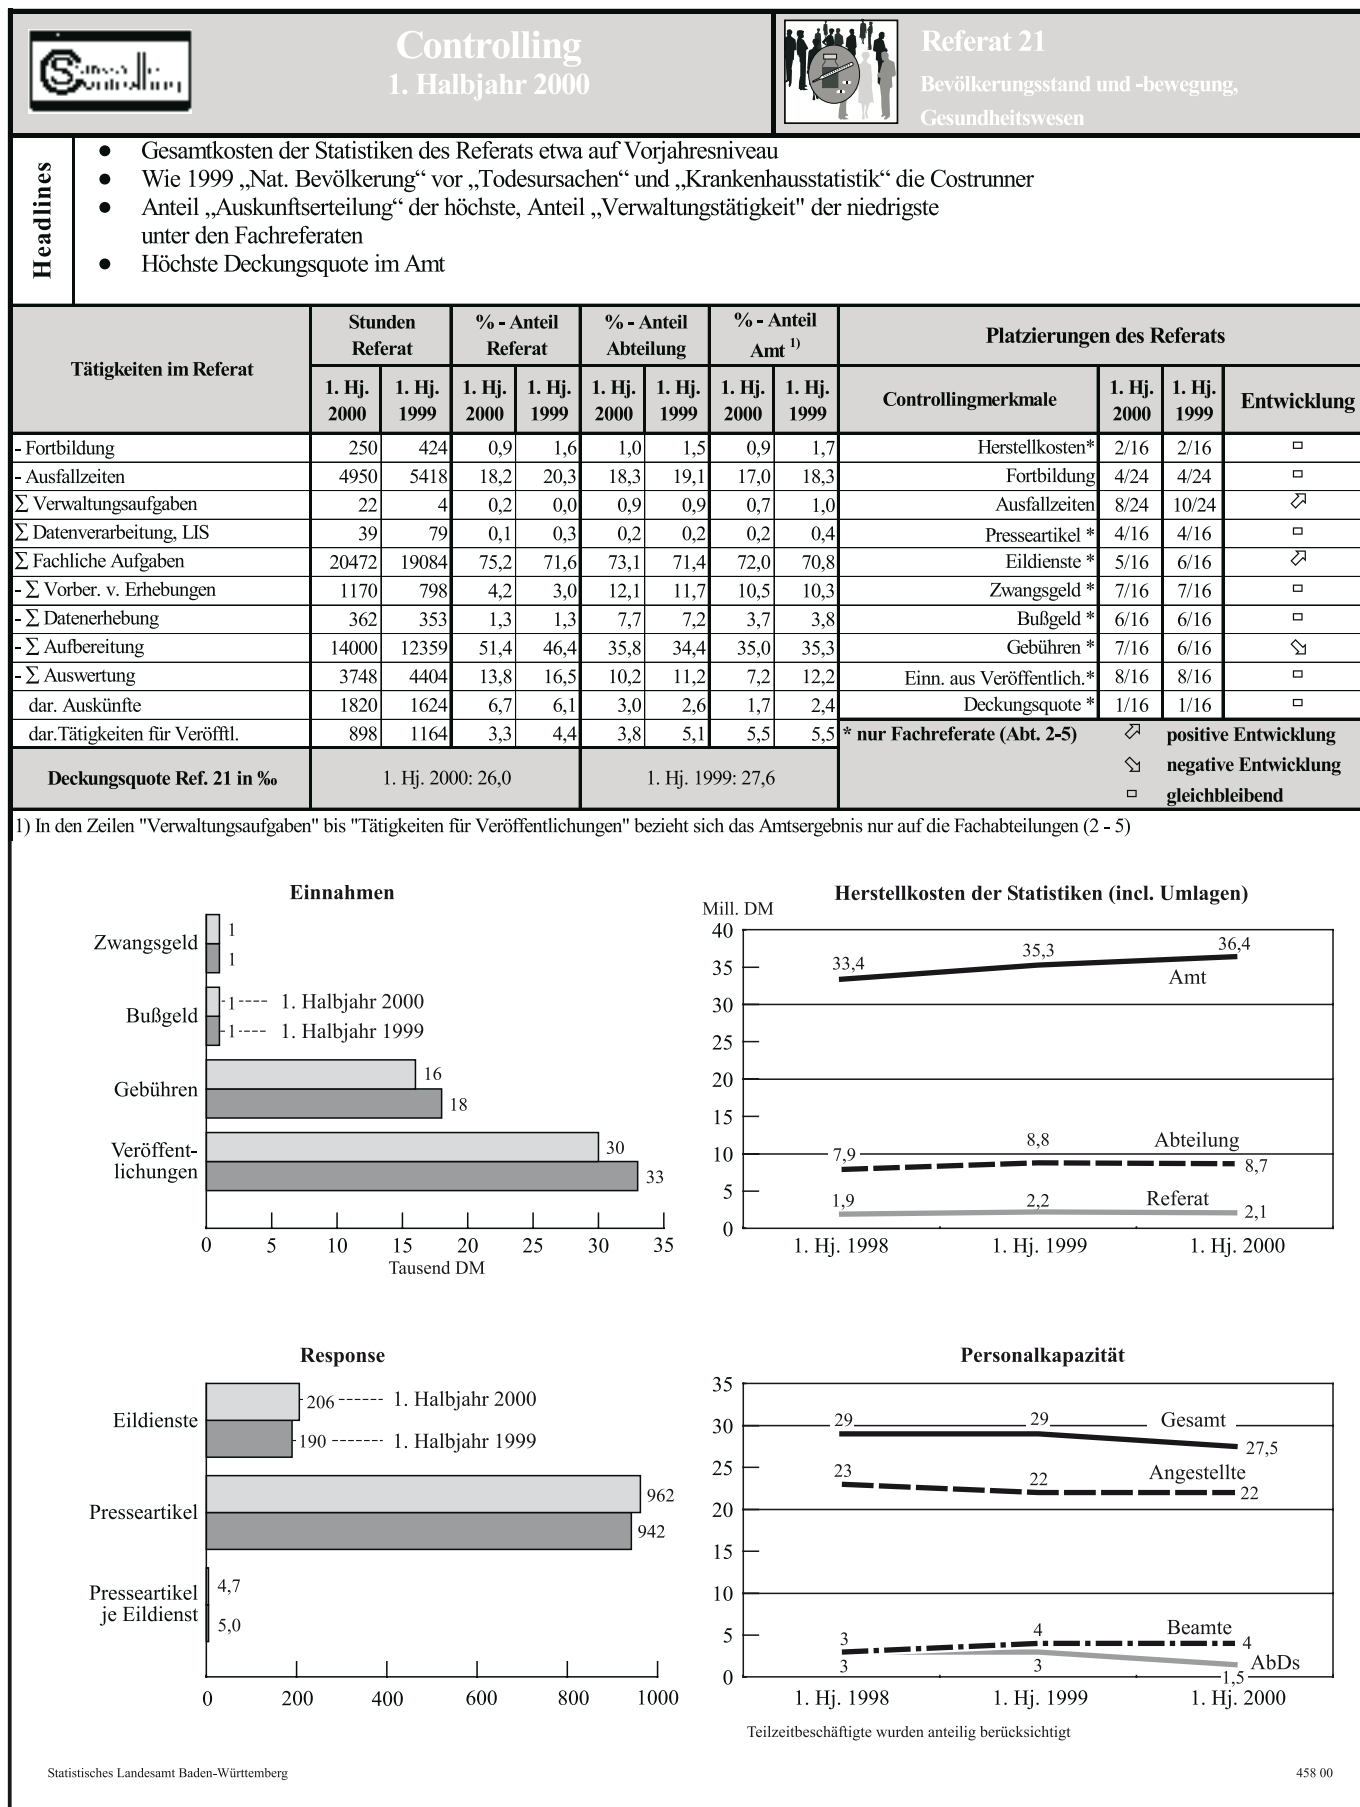 Controlling
1. Halbjahr 2000
Referat 21
Bevölkerungsstand und -bewegung,
Gesundheitswesen
Headlines
● Gesamtkosten der Statistiken des Referats etwa auf Vorjahresniveau
● Wie 1999 „Nat. Bevölkerung“ vor „Todesursachen“ und „Krankenhausstatistik“ die Costrunner
● Anteil „Auskunftserteilung“ der höchste, Anteil „Verwaltungstätigkeit" der niedrigste
unter den Fachreferaten
● Höchste Deckungsquote im Amt
Tätigkeiten im Referat
Stunden Referat
%-Anteil Referat
%-Anteil Abteilung
%-Anteil Amt 1)
Platzierungen des Referats
1. Hj. 2000 1. Hj. 1999 1. Hj. 2000 1. Hj. 1999 1. Hj. 2000 1. Hj. 1999 1. Hj. 2000 1. Hj. 1999 Controllingmerkmale 1. Hj. 2000 1. Hj. 1999 Entwicklung
- Fortbildung 250 424 0,9 1,6 1,0 1,5 0,9 1,7 Herstellkosten* 2/16 2/16
- Ausfallzeiten 4950 5418 18,2 20,3 18,3 19,1 17,0 18,3 Fortbildung 4/24 4/24
∑ Verwaltungsaufgaben 22 4 0,2 0,0 0,9 0,9 0,7 1,0 Ausfallzeiten 8/24 10/24
∑ Datenverarbeitung, LIS 39 79 0,1 0,3 0,2 0,2 0,2 0,4 Presseartikel * 4/16 4/16
∑ Fachliche Aufgaben 20472 19084 75,2 71,6 73,1 71,4 72,0 70,8 Eildienste * 5/16 6/16
- ∑ Vorber. v. Erhebungen 1170 798 4,2 3,0 12,1 11,7 10,5 10,3 Zwangsgeld * 7/16 7/16
- ∑ Datenerhebung 362 353 1,3 1,3 7,7 7,2 3,7 3,8 Bußgeld * 6/16 6/16
- ∑ Aufbereitung 14000 12359 51,4 46,4 35,8 34,4 35,0 35,3 Gebühren * 7/16 6/16
- ∑ Auswertung 3748 4404 13,8 16,5 10,2 11,2 7,2 12,2 Einn. aus Veröffentlich.* 8/16 8/16
dar. Auskünfte 1820 1624 6,7 6,1 3,0 2,6 1,7 2,4 Deckungsquote * 1/16 1/16
dar.Tätigkeiten für Veröfftl. 898 1164 3,3 4,4 3,8 5,1 5,5 5,5 * nur Fachreferate (Abt. 2-5) positive Entwicklung
negative Entwicklung
gleichbleibend
Deckungsquote Ref. 21 in ‰ 1. Hj. 2000: 26,0 1. Hj. 1999: 27,6
1) In den Zeilen "Verwaltungsaufgaben" bis "Tätigkeiten für Veröffentlichungen" bezieht sich das Amtsergebnis nur auf die Fachabteilungen (2 - 5)
Einnahmen
Zwangsgeld
1
1
Bußgeld
1 1. Halbjahr 2000
1 1. Halbjahr 1999
Gebühren
16
18
Veröffent-
lichungen
30
33
0 5 10 15 20 25 30 35
Tausend DM
Herstellkosten der Statistiken (incl. Umlagen)
Mill. DM
40
35
30
25
20
15
10
5
0
33,4 35,3 36,4
Amt
7,9 8,8 8,7
Abteilung
1,9 2,2 2,1
Referat
1. Hj. 1998 1. Hj. 1999 1. Hj. 2000
Response
Eildienste
206 1. Halbjahr 2000
190 1. Halbjahr 1999
Presseartikel
962
942
Presseartikel
je Eildienst
4,7
5,0
0 200 400 600 800 1000
Personalkapazität
35
30
25
20
15
10
5
0
29 29 27,5
Gesamt
23 22 22
Angestellte
3 4 4
Beamte
3 3 1,5
AbDs
1. Hj. 1998 1. Hj. 1999 1. Hj. 2000
Teilzeitbeschäftigte wurden anteilig berücksichtigt
Statistisches Landesamt Baden-Württemberg
458 00